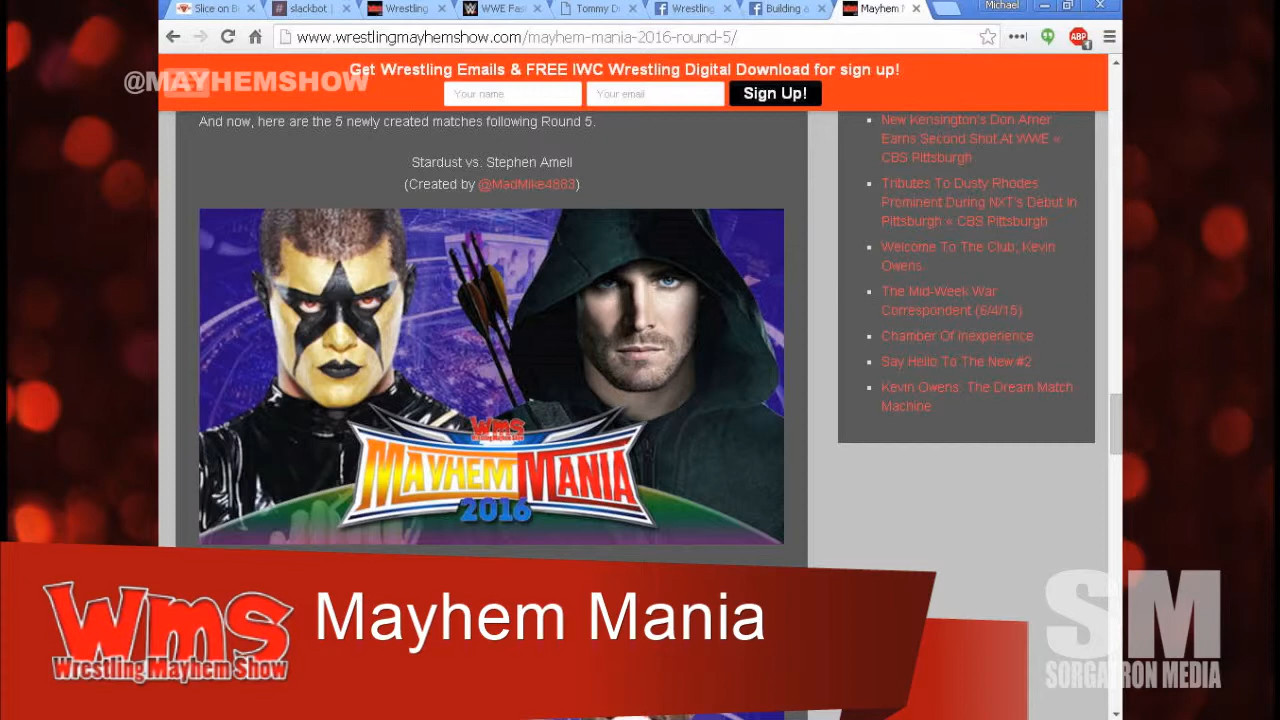 Slice on B
slackbot |
Wrestling
WWE Fas
Tommy D
Wrestling
Building a
Mayhem M
Michael
www.wrestlingmayhemshow.com/mayhem-mania-2016-round-5/
ABP
1
@MAYHEMSHOW
Get Wrestling Emails & FREE IWC Wrestling Digital Download for sign up!
Your name
Your email
Sign Up!
And now, here are the 5 newly created matches following Round 5.
Stardust vs. Stephen Amell
(Created by @MadMike4883)
WMS
MAYHEM MANIA
2016
New Kensington's Don Amer
Earns Second Shot At WWE «
CBS Pittsburgh
Tributes To Dusty Rhodes
Prominent During NXT's Debut In
Pittsburgh « CBS Pittsburgh
Welcome To The Club, Kevin
Owens.
The Mid-Week War
Correspondent (6/4/15)
Chamber Of Inexperience
Say Hello To The New #2
Kevin Owens: The Dream Match
Machine
Wms
Wrestling Mayhem Show
Mayhem Mania
SM
SORGATRON MEDIA